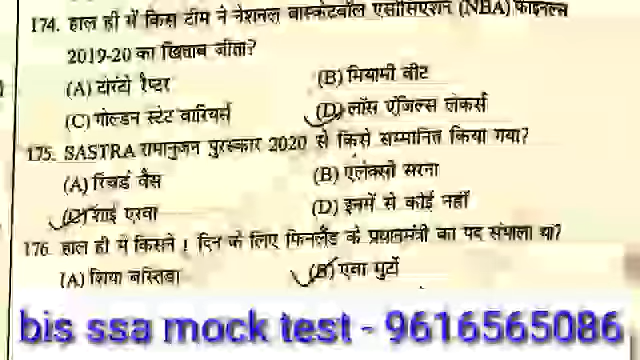 174. हाल ही में किस टीम ने नेशनल बास्केटबॉल एसोसिएशन (NBA) फाइनल्स
2019-20 का खिताब जीता?
(A) टोरंटो रैप्टर (B) मियामी हीट
(C) गोल्डन स्टेट वारियर्स (D) लॉस एंजिल्स लेकर्स
175. SASTRA रामानुजन पुरस्कार 2020 से किसे सम्मानित किया गया?
(A) रिचर्ड वैस (B) एलेक्सी सरना
शाई एरवा (D) इनमें से कोई नहीं
176. हाल ही में किसने 1 दिन के लिए फिनलैंड के प्रधानमंत्री का पद संभाला था?
(A) शिया बस्तिडा (B) एवा मुर्टो
bis ssa mock test - 9616565086